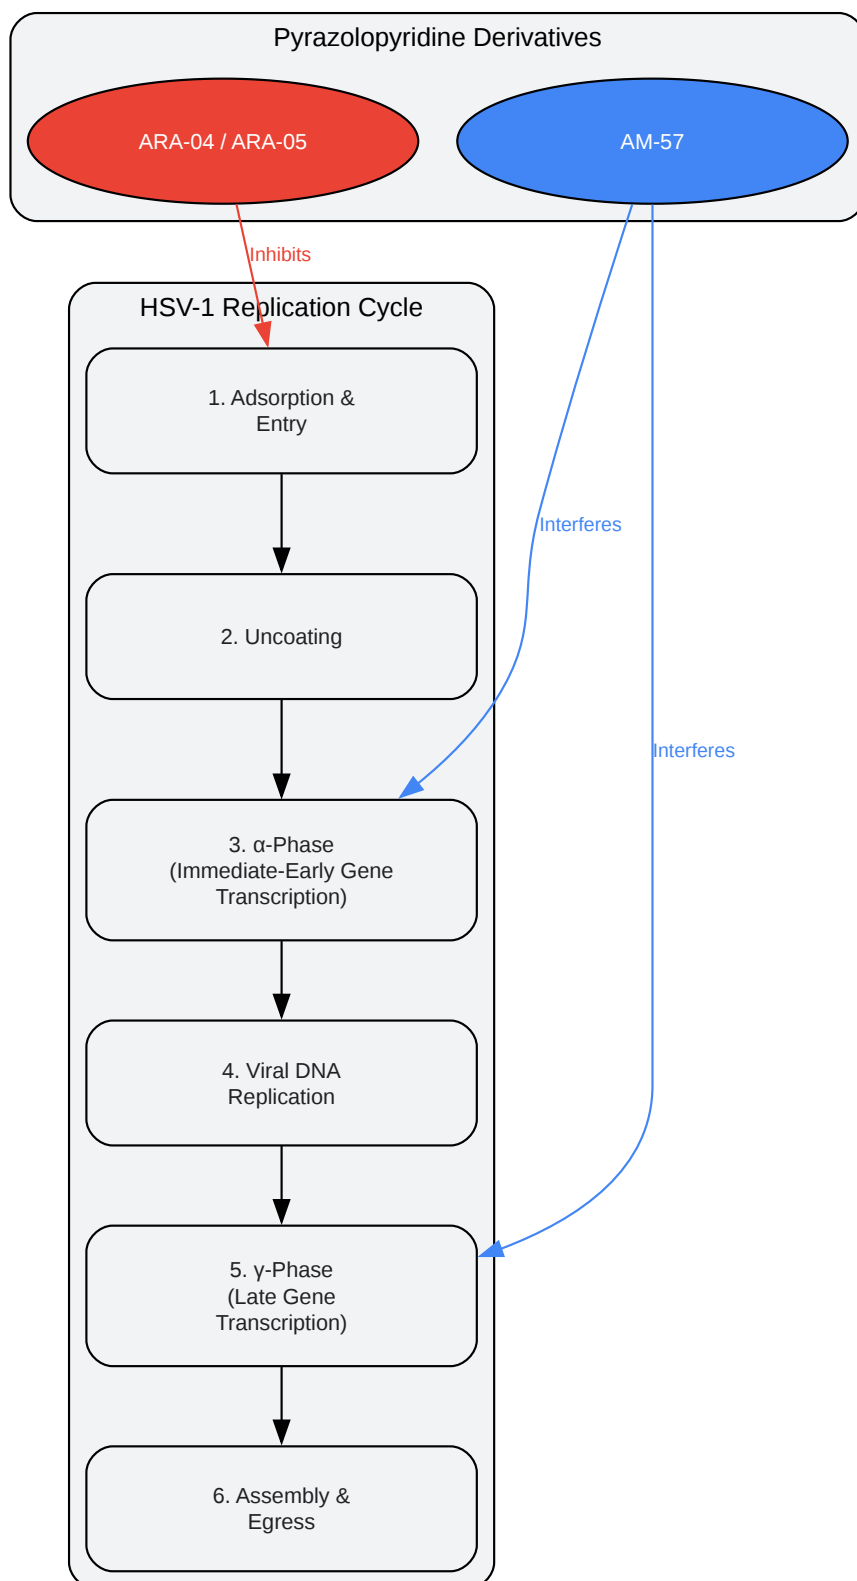 Pyrazolopyridine Derivatives
ARA-04 / ARA-05
AM-57
Inhibits
HSV-1 Replication Cycle
1. Adsorption &
Entry
Interferes
2. Uncoating
Interferes
3. α-Phase
(Immediate-Early Gene
Transcription)
4. Viral DNA
Replication
5. γ-Phase
(Late Gene
Transcription)
6. Assembly &
Egress